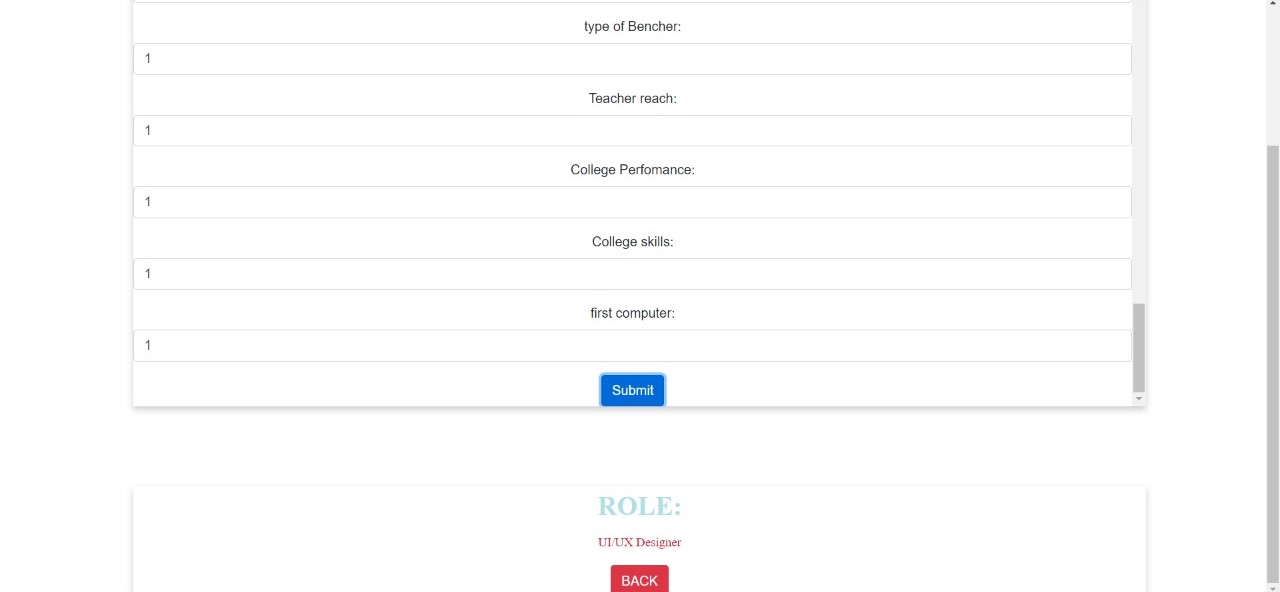 type of Bencher:
1
Teacher reach:
1
College Perfomance:
1
College skills:
1
first computer:
1
Submit
ROLE:
UI/UX Designer
BACK